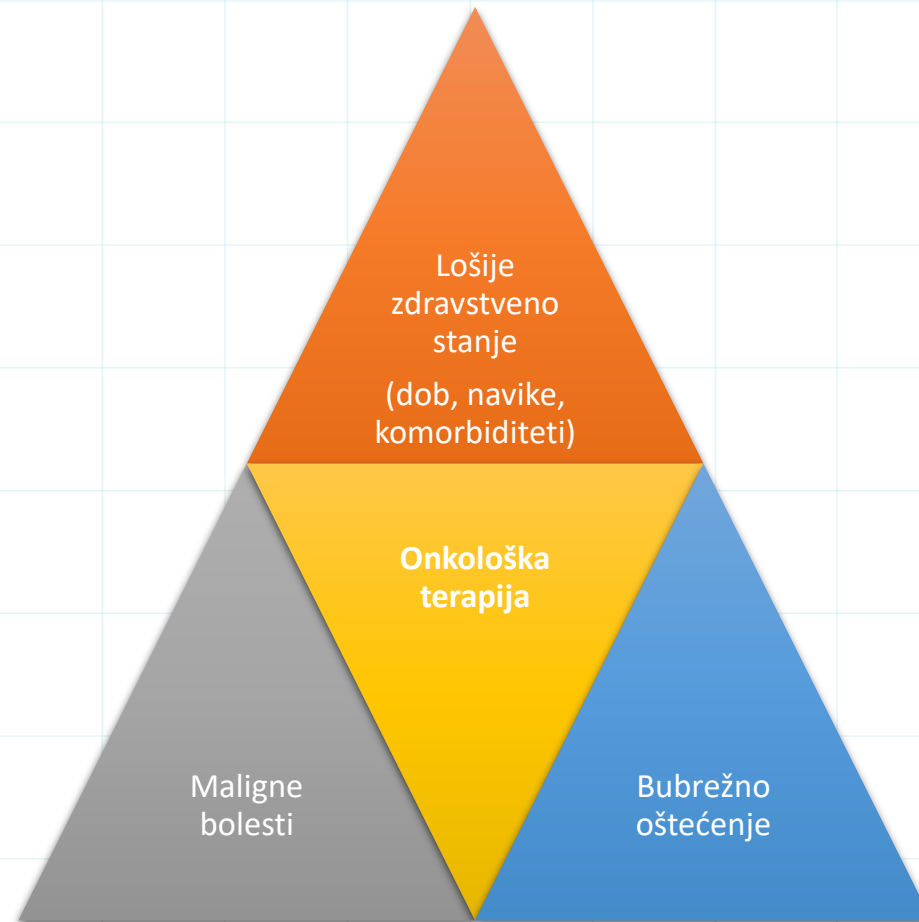 Lošije
zdravstveno
stanje
(dob, navike,
komorbiditeti)
Onkološka
terapija
Maligne
bolesti
Bubrežno
oštećenje